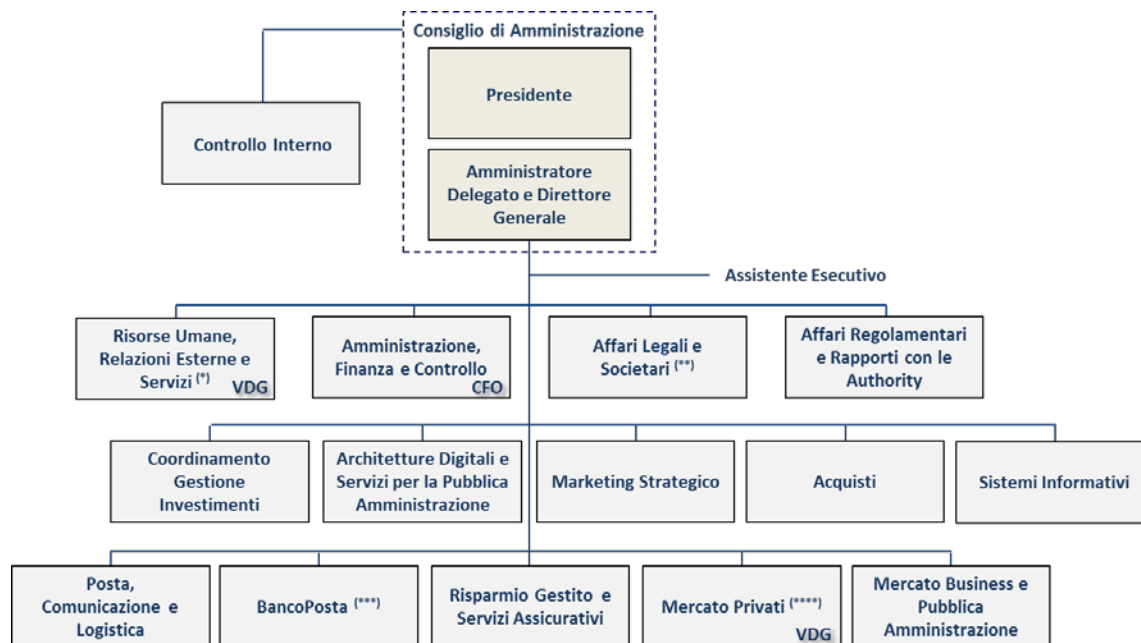 Consiglio di Amministrazione
Presidente
Controllo Interno
Amministratore
Delegato e Direttore
Generale
Assistente Esecutivo
Risorse Umane,
Relazioni Esterne e
Servizi (*)
VDG
Amministrazione,
Finanza e Controllo
CFO
Affari Legali e
Societari (**)
Affari Regolamentari
e Rapporti con le
Authority
Coordinamento
Gestione
Investimenti
Architetture Digitali e
Servizi per la Pubblica
Amministrazione
Marketing Strategico
Acquisti
Sistemi Informativi
Posta,
Comunicazione e
Logistica
BancoPosta (***)
Risparmio Gestito e
Servizi Assicurativi
Mercato Privati (****)
VDG
Mercato Business e
Pubblica
Amministrazione